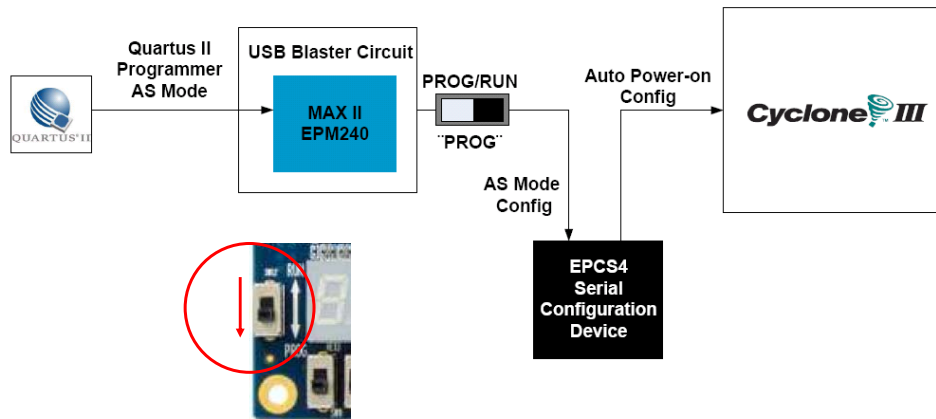 Quartus II
Programmer
AS Mode
QUARTUS II
USB Blaster Circuit
MAX II
EPM240
PROG/RUN
¨PROG¨
AS Mode
Config
Auto Power-on
Config
Cyclone III
EPCS4
Serial
Configuration
Device
RUN
PROG